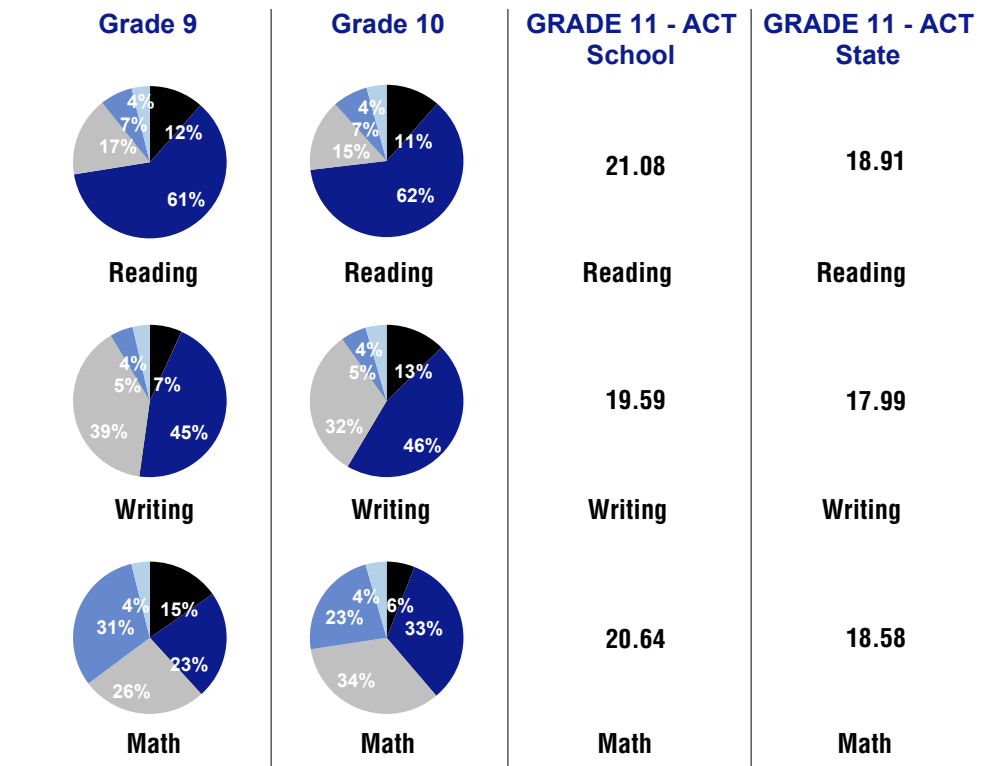 Grade 9
Grade 10
GRADE 11 - ACT
School
GRADE 11 - ACT
State
4%
7%
17%
12%
61%
4%
7%
15%
11%
62%
21.08
18.91
Reading
Reading
Reading
Reading
4%
5%
7%
39%
45%
4%
5%
13%
32%
46%
19.59
17.99
Writing
Writing
Writing
Writing
4%
15%
31%
23%
26%
4%
6%
23%
33%
34%
20.64
18.58
Math
Math
Math
Math